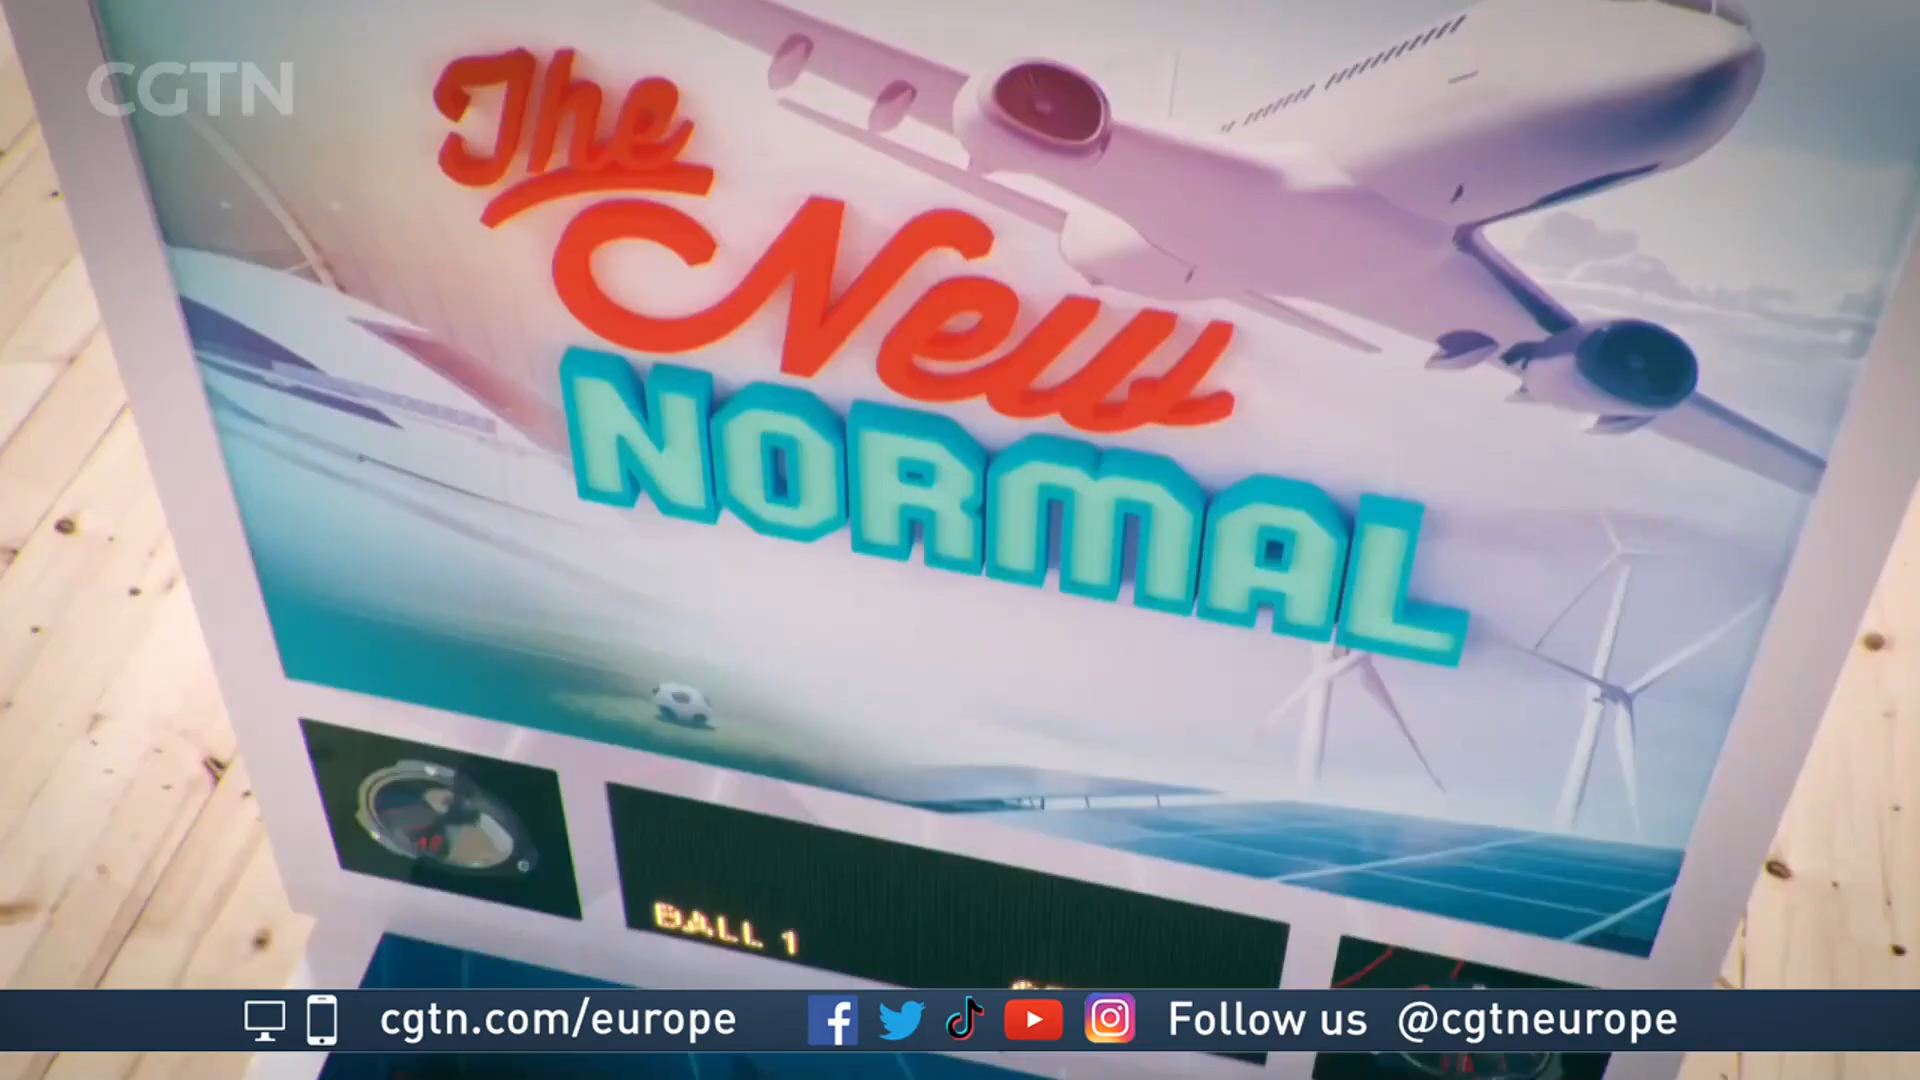 CGTN
The
New
NORMAL
BALL 1
cgtn.com/europe
Follow us @cgtneurope